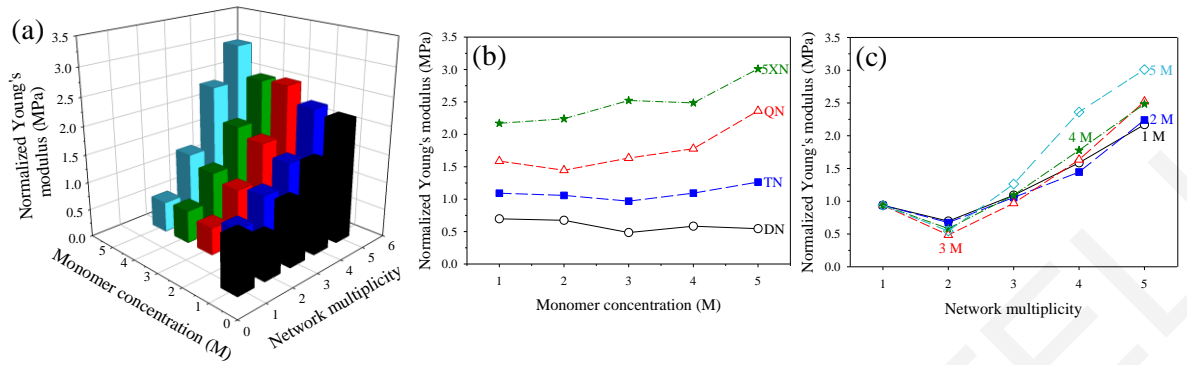 (a)
3.5
3.0
2.5
2.0
1.5
1.0
0.5
0.0
Normalized Young's
modulus (MPa)
5
4
3
2
1
0
Monomer concentration (M)
0
1
2
3
4
5
6
Network multiplicity
(b)
3.5
3.0
2.5
2.0
1.5
1.0
0.5
0.0
Normalized Young's modulus (MPa)
5XN
QN
TN
DN
1
2
3
4
5
Monomer concentration (M)
(c)
3.5
3.0
2.5
2.0
1.5
1.0
0.5
0.0
Normalized Young's modulus (MPa)
5 M
4 M
2 M
1 M
3 M
1
2
3
4
5
Network multiplicity